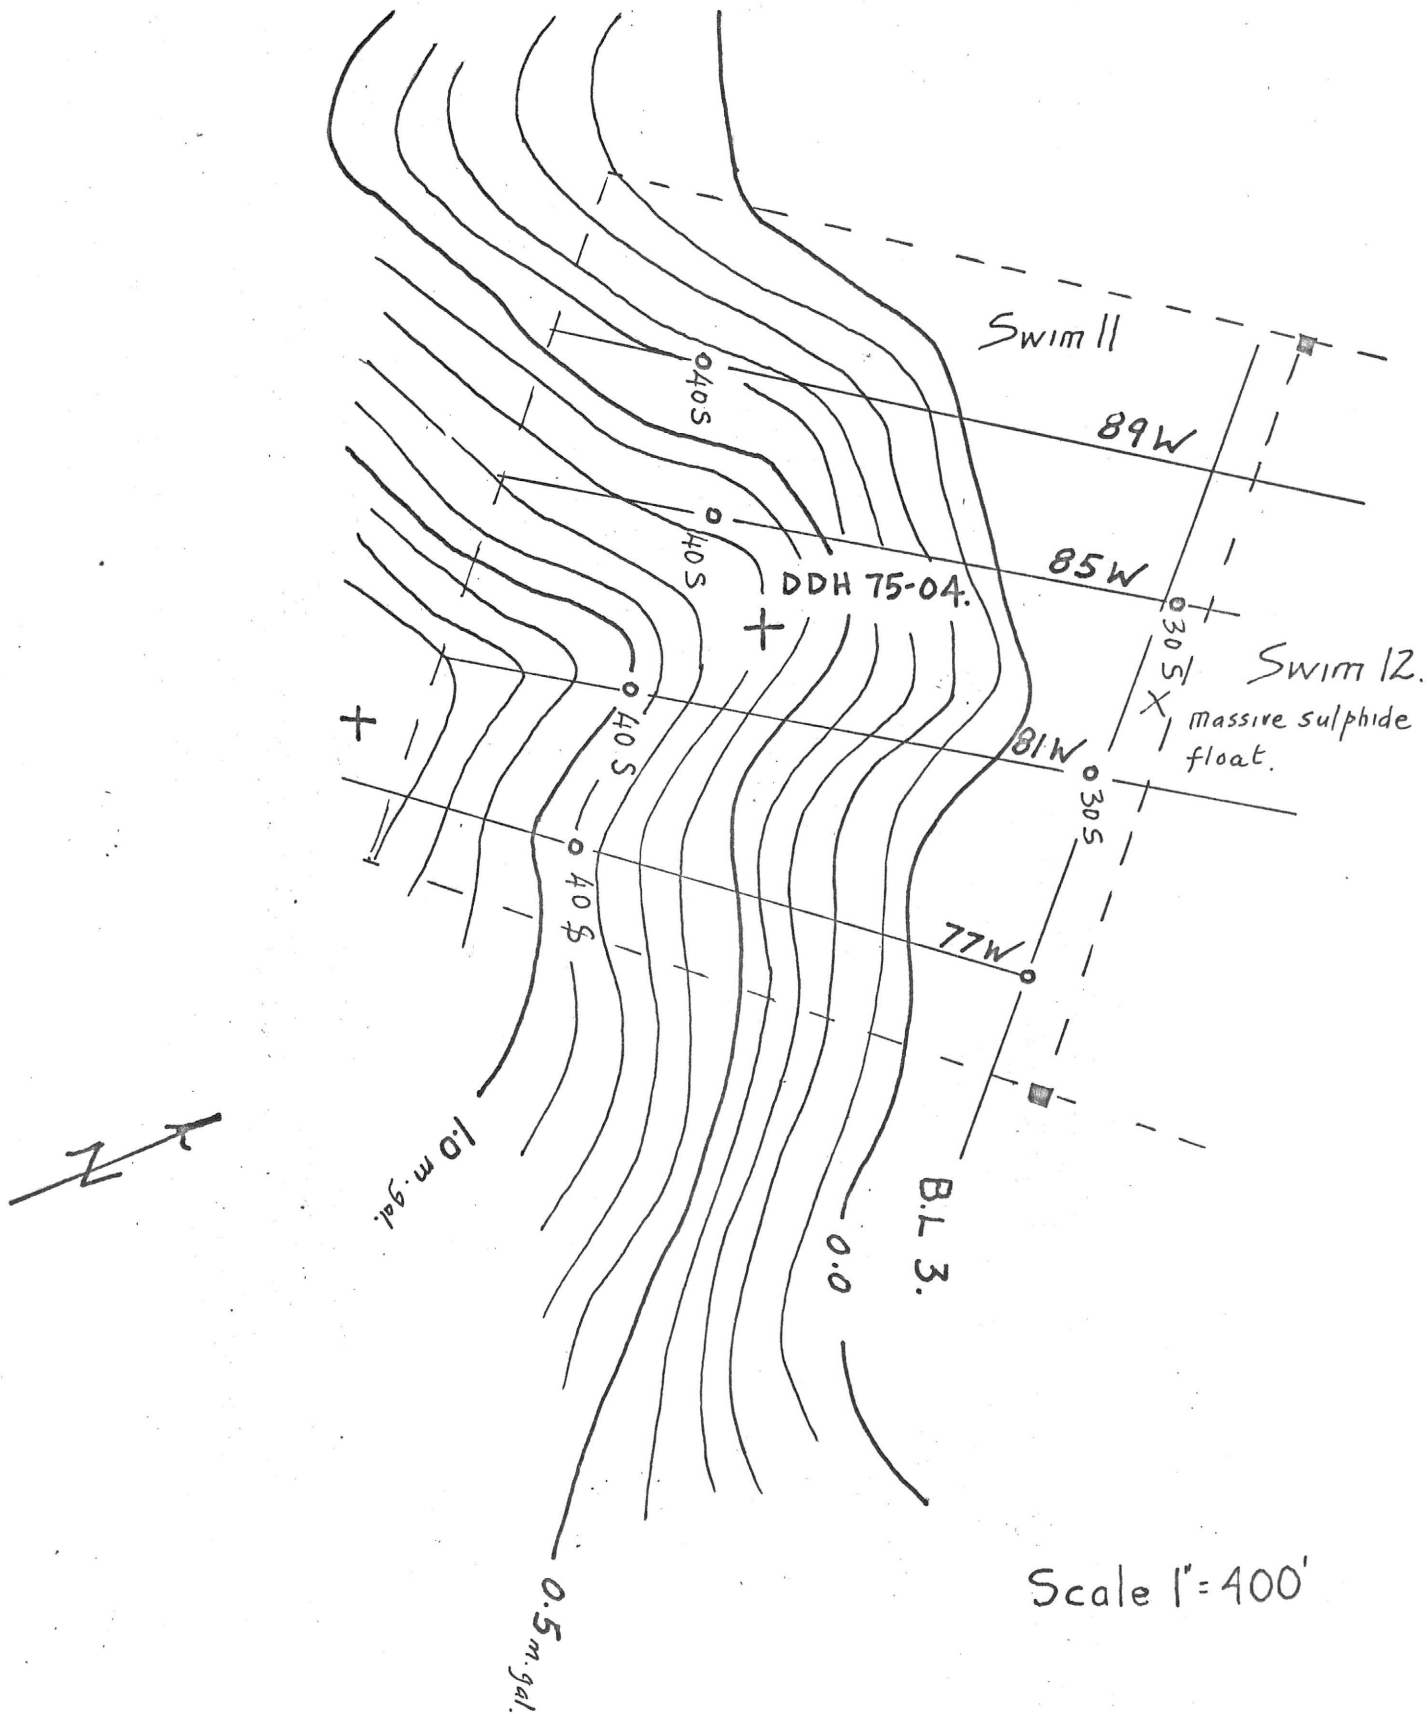 Swim 11
89W
40S
85W
40S
DDH 75-04.
30S
Swim 12.
massive sulphide
float.
81W
40S
30S
77W
40S
N
1.0 m.gal.
B.L 3.
0.0
0.5 m.gal.
Scale 1"=400'